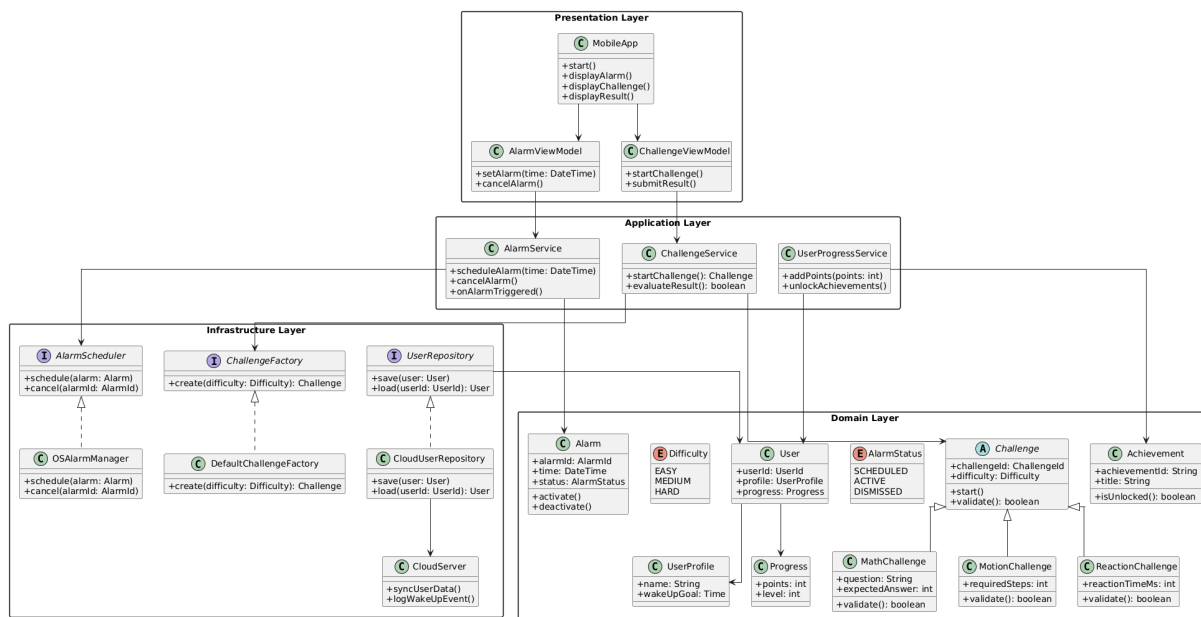 Presentation Layer
C MobileApp
+start()
+displayAlarm()
+displayChallenge()
+displayResult()
C AlarmViewModel
+setAlarm(time: DateTime)
+cancelAlarm()
C ChallengeViewModel
+startChallenge()
+submitResult()
Application Layer
C AlarmService
+scheduleAlarm(time: DateTime)
+cancelAlarm()
+onAlarmTriggered()
C ChallengeService
+startChallenge(): Challenge
+evaluateResult(): boolean
C UserProgressService
+addPoints(points: int)
+unlockAchievements()
Infrastructure Layer
I AlarmScheduler
+schedule(alarm: Alarm)
+cancel(alarmId: AlarmId)
I ChallengeFactory
+create(difficulty: Difficulty): Challenge
I UserRepository
+save(user: User)
+load(userId: UserId): User
C OSAlarmManager
+schedule(alarm: Alarm)
+cancel(alarmId: AlarmId)
C DefaultChallengeFactory
+create(difficulty: Difficulty): Challenge
C CloudUserRepository
+save(user: User)
+load(userId: UserId): User
C CloudServer
+syncUserData()
+logWakeUpEvent()
Domain Layer
C Alarm
+alarmId: AlarmId
+time: DateTime
+status: AlarmStatus
+activate()
+deactivate()
E Difficulty
EASY
MEDIUM
HARD
C User
+userId: UserId
+profile: UserProfile
+progress: Progress
E AlarmStatus
SCHEDULED
ACTIVE
DISMISSED
A Challenge
+challengeId: ChallengeId
+difficulty: Difficulty
+start()
+validate(): boolean
C Achievement
+achievementId: String
+title: String
+isUnlocked(): boolean
C UserProfile
+name: String
+wakeUpGoal: Time
C Progress
+points: int
+level: int
C MathChallenge
+question: String
+expectedAnswer: int
+validate(): boolean
C MotionChallenge
+requiredSteps: int
+validate(): boolean
C ReactionChallenge
+reactionTimeMs: int
+validate(): boolean